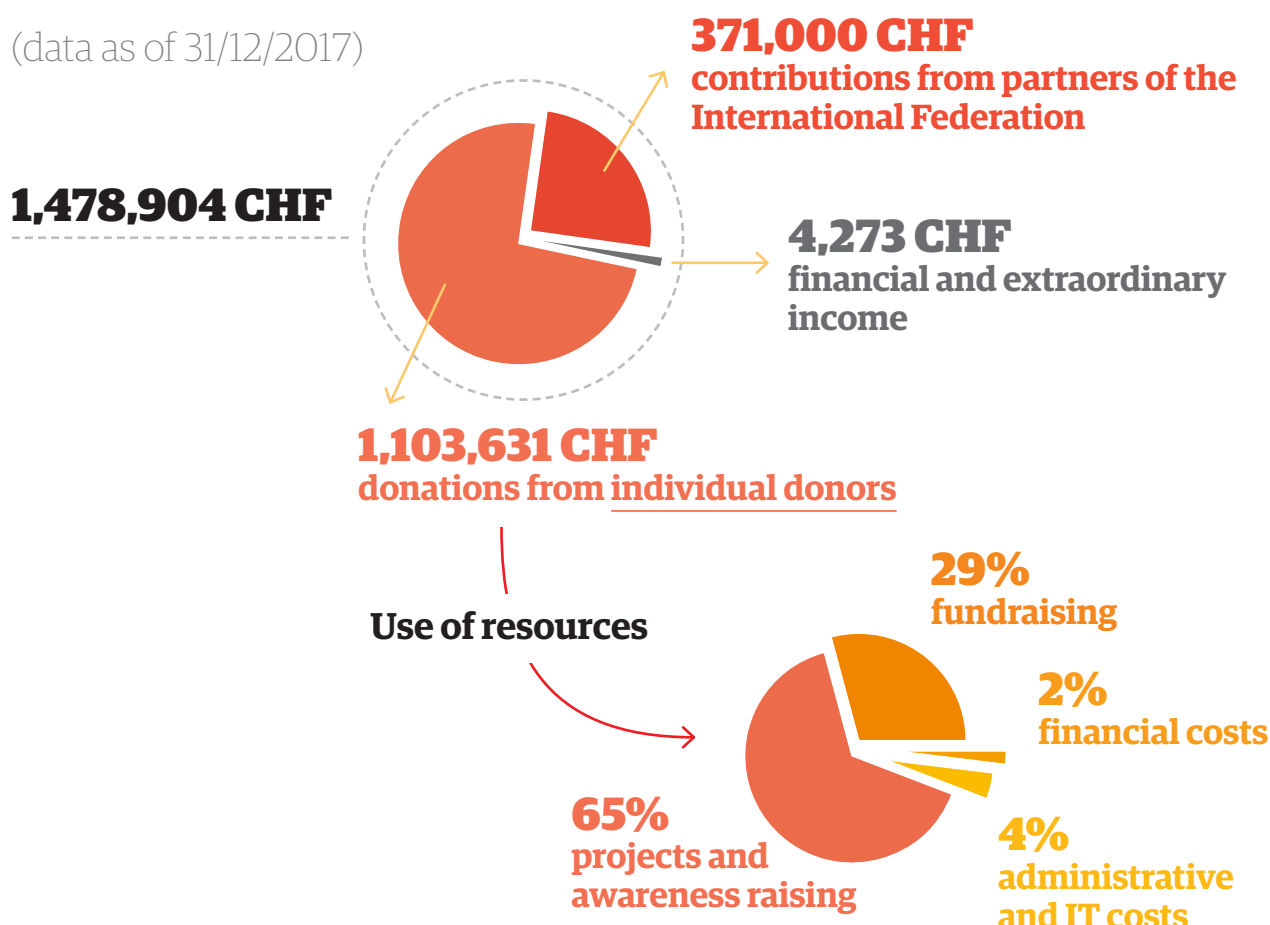 (data as of 31/12/2017)
371,000 CHF
contributions from partners of the
International Federation
1,478,904 CHF
4,273 CHF
financial and extraordinary
income
1,103,631 CHF
donations from individual donors
Use of resources
29%
fundraising
2%
financial costs
65%
projects and
awareness raising
4%
administrative
and IT costs